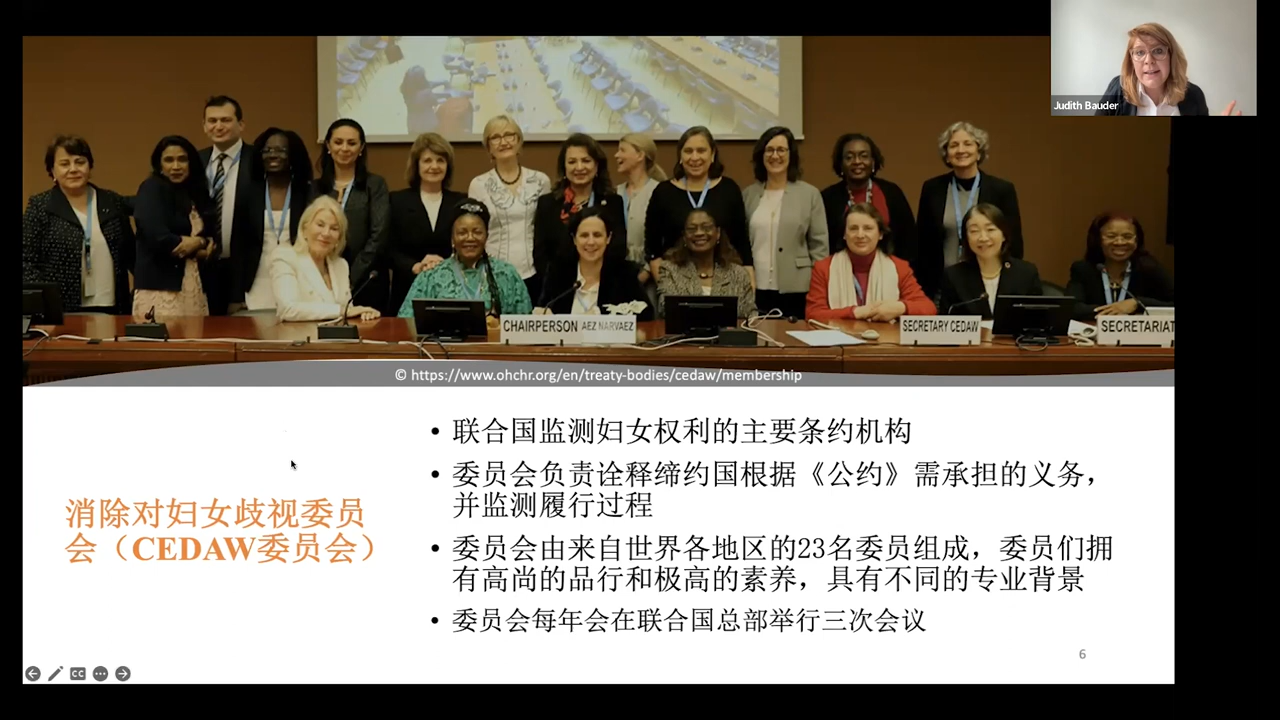 Judith Bauder
CHAIRPERSON
AEZ NARVAEZ
SECRETARY CEDAW
SECRETARIAT
© https://www.ohchr.org/en/treaty-bodies/cedaw/membership
消除对妇女歧视委员
会（CEDAW委员会）
• 联合国监测妇女权利的主要条约机构
• 委员会负责诠释缔约国根据《公约》需承担的义务，
并监测履行过程
• 委员会由来自世界各地区的23名委员组成，委员们拥
有高尚的品行和极高的素养，具有不同的专业背景
• 委员会每年会在联合国总部举行三次会议
6
CC